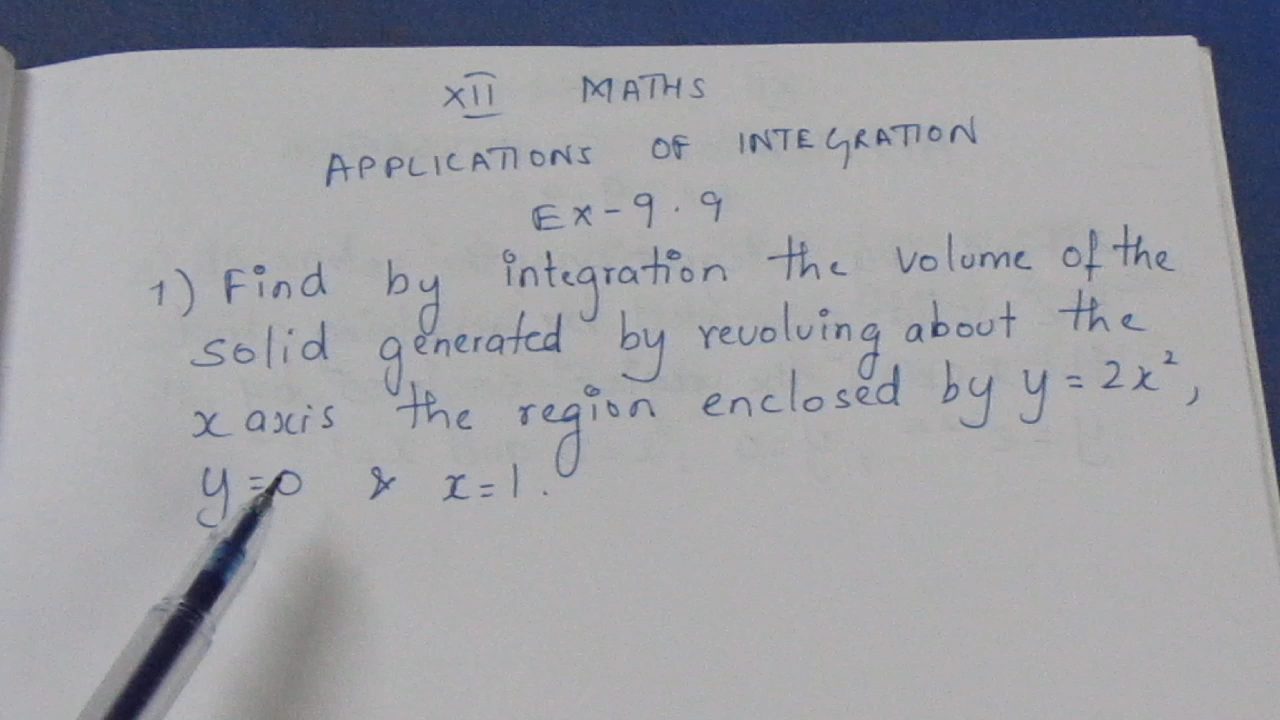 XII MATHS
APPLICATIONS OF INTEGRATION
Ex-9.9
1) Find by integration the volume of the
solid generated by revolving about the
x axis the region enclosed by y = 2x²,
y=0 & x=1.